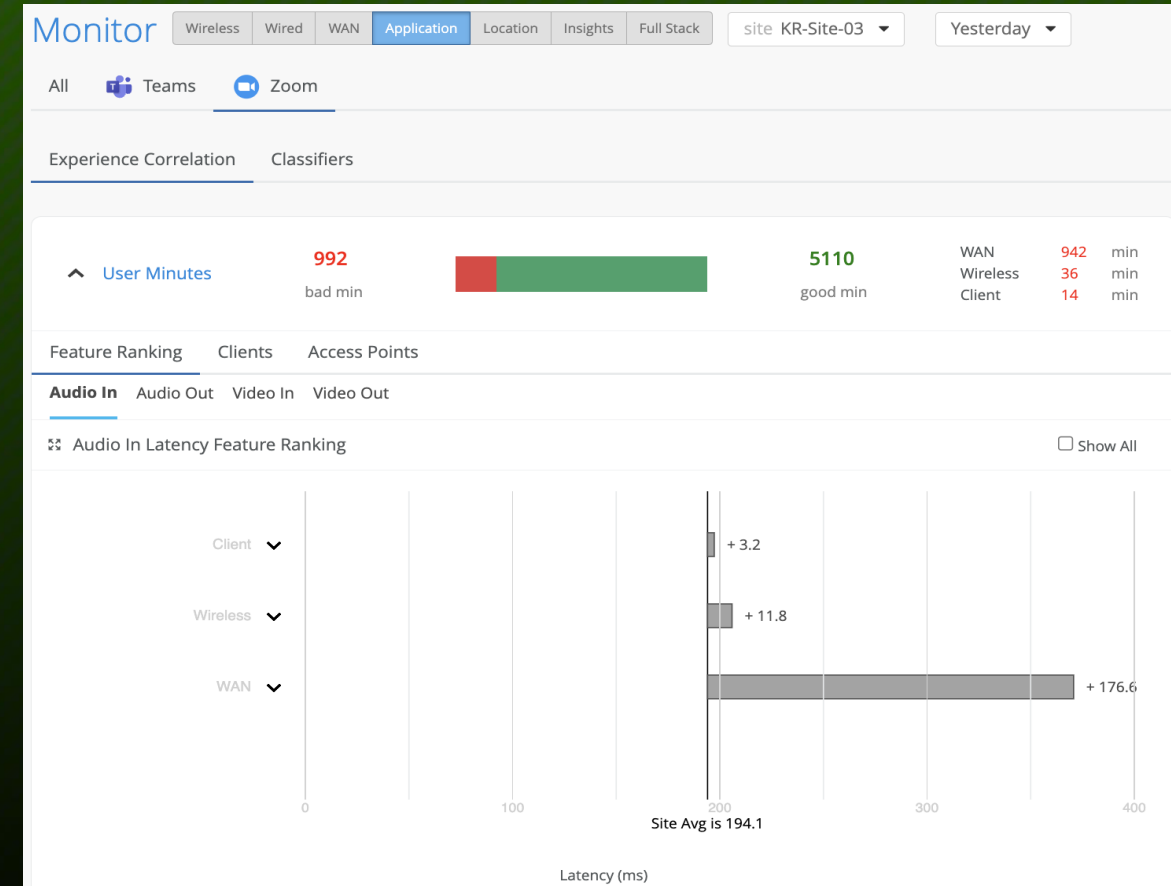 Monitor Wireless Wired WAN Application Location Insights Full Stack site KR-Site-03 Yesterday
All Teams Zoom
Experience Correlation Classifiers
992 5110 WAN 942 min
User Minutes Wireless 36 min
bad min good min Client 14 min
Feature Ranking Clients Access Points
Audio In Audio Out Video In Video Out
Audio In Latency Feature Ranking Show All
Client + 3.2
Wireless + 11.8
WAN + 176.6
0 100 200 300 400
Site Avg is 194.1
Latency (ms)